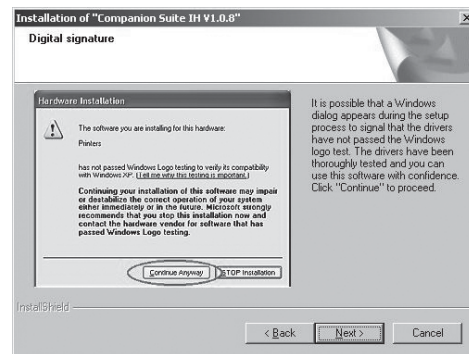 Installation of "Companion Suite IH V1.0.8"
Digital signature
Hardware Installation
The software you are installing for this hardware:
Printers
has not passed Windows Logo testing to verify its compatibility
with Windows XP. (Tell me why this testing is important.)
Continuing your installation of this software may impair
or destabilize the correct operation of your system
either immediately or in the future. Microsoft strongly
recommends that you stop this installation now and
contact the hardware vendor for software that has
passed Windows Logo testing.
Continue Anyway
STOP Installation
It is possible that a Windows
dialog appears during the setup
process to signal that the drivers
have not passed the Windows
logo test. The drivers have been
thoroughly tested and you can
use this software with confidence.
Click "Continue" to proceed.
InstallShield
< Back
Next >
Cancel